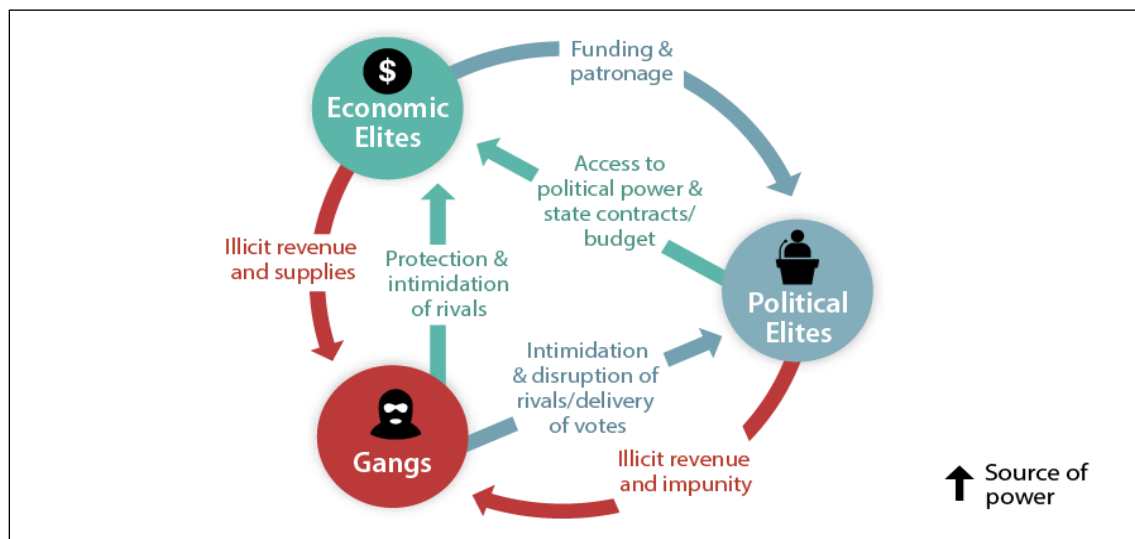 Funding &
patronage
$
Economic
Elites
Access to
political power &
state contracts/
budget
Illicit revenue
and supplies
Protection &
intimidation
of rivals
Political
Elites
Intimidation
& disruption of
rivals/delivery
of votes
Gangs
Illicit revenue
and impunity
Source of
power